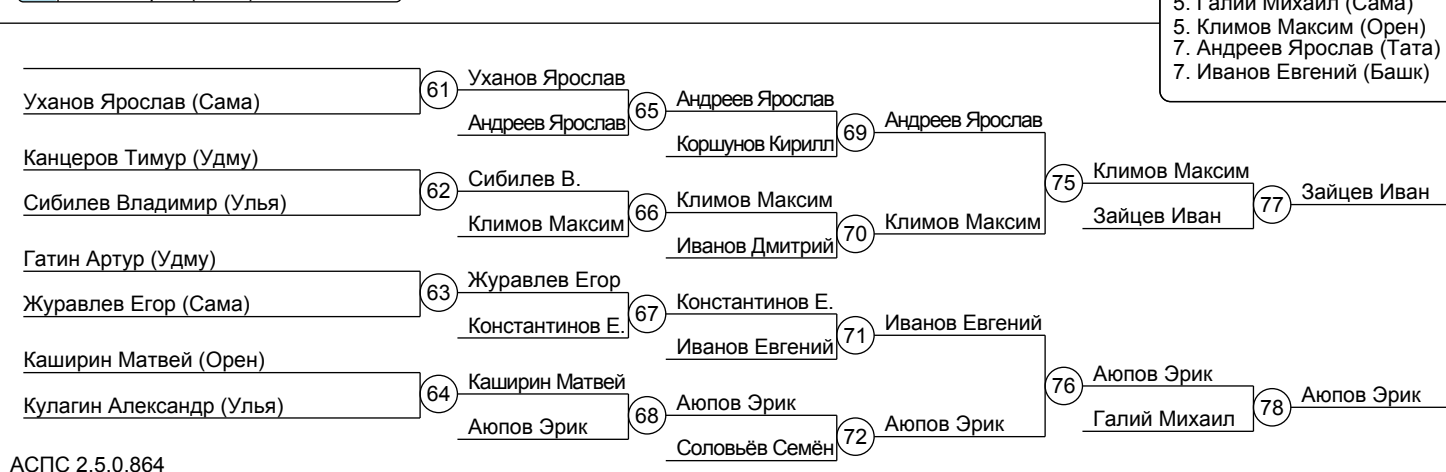 5. Галий Михаил (Сама)
5. Климов Максим (Орен)
7. Андреев Ярослав (Тата)
7. Иванов Евгений (Башк)
Уханов Ярослав (Сама)
61
Уханов Ярослав
Андреев Ярослав
65
Андреев Ярослав
Коршунов Кирилл
69
Андреев Ярослав
Канцеров Тимур (Удму)
Сибилев Владимир (Улья)
62
Сибилев В.
Климов Максим
66
Климов Максим
Иванов Дмитрий
70
Климов Максим
75
Климов Максим
Зайцев Иван
77
Зайцев Иван
Гатин Артур (Удму)
Журавлев Егор (Сама)
63
Журавлев Егор
Константинов Е.
67
Константинов Е.
Иванов Евгений
71
Иванов Евгений
Каширин Матвей (Орен)
Кулагин Александр (Улья)
64
Каширин Матвей
Аюпов Эрик
68
Аюпов Эрик
Соловьёв Семён
72
Аюпов Эрик
76
Аюпов Эрик
Галий Михаил
78
Аюпов Эрик
АСПС 2.5.0.864